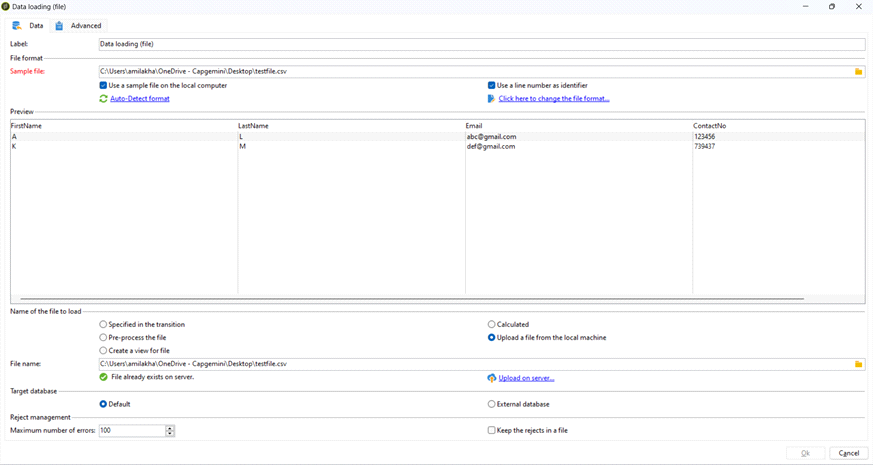 Data loading (file)
Data Advanced
Label: Data loading (file)
File format
Sample file: C:\Users\amilakha\OneDrive - Capgemini\Desktop\testfile.csv
Use a sample file on the local computer Use a line number as identifier
Auto-Detect format Click here to change the file format...
Preview
FirstName LastName Email ContactNo
A L abc@gmail.com 123456
K M def@gmail.com 739437
Name of the file to load
Specified in the transition Calculated
Pre-process the file Upload a file from the local machine
Create a view for file
File name: C:\Users\amilakha\OneDrive - Capgemini\Desktop\testfile.csv
File already exists on server. Upload on server...
Target database
Default External database
Reject management
Maximum number of errors: 100 Keep the rejects in a file
Ok Cancel